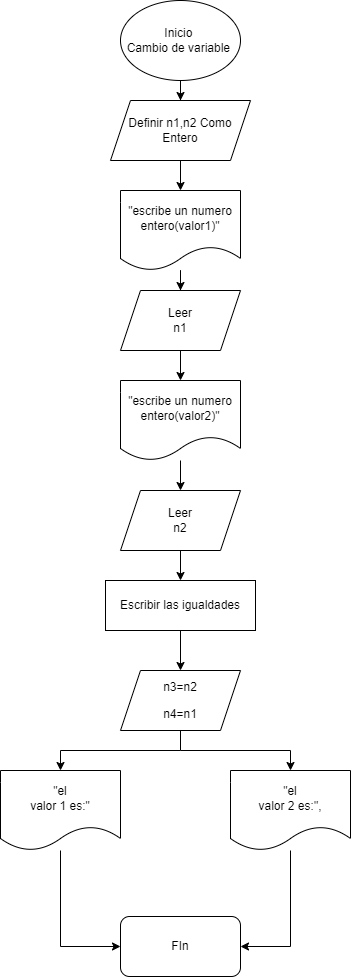 Inicio
Cambio de variable
Definir n1,n2 Como
Entero
"escribe un numero
entero(valor1)"
Leer
n1
"escribe un numero
entero(valor2)"
Leer
n2
Escribir las igualdades
n3=n2
n4=n1
"el
valor 1 es:"
"el
valor 2 es:",
FIn